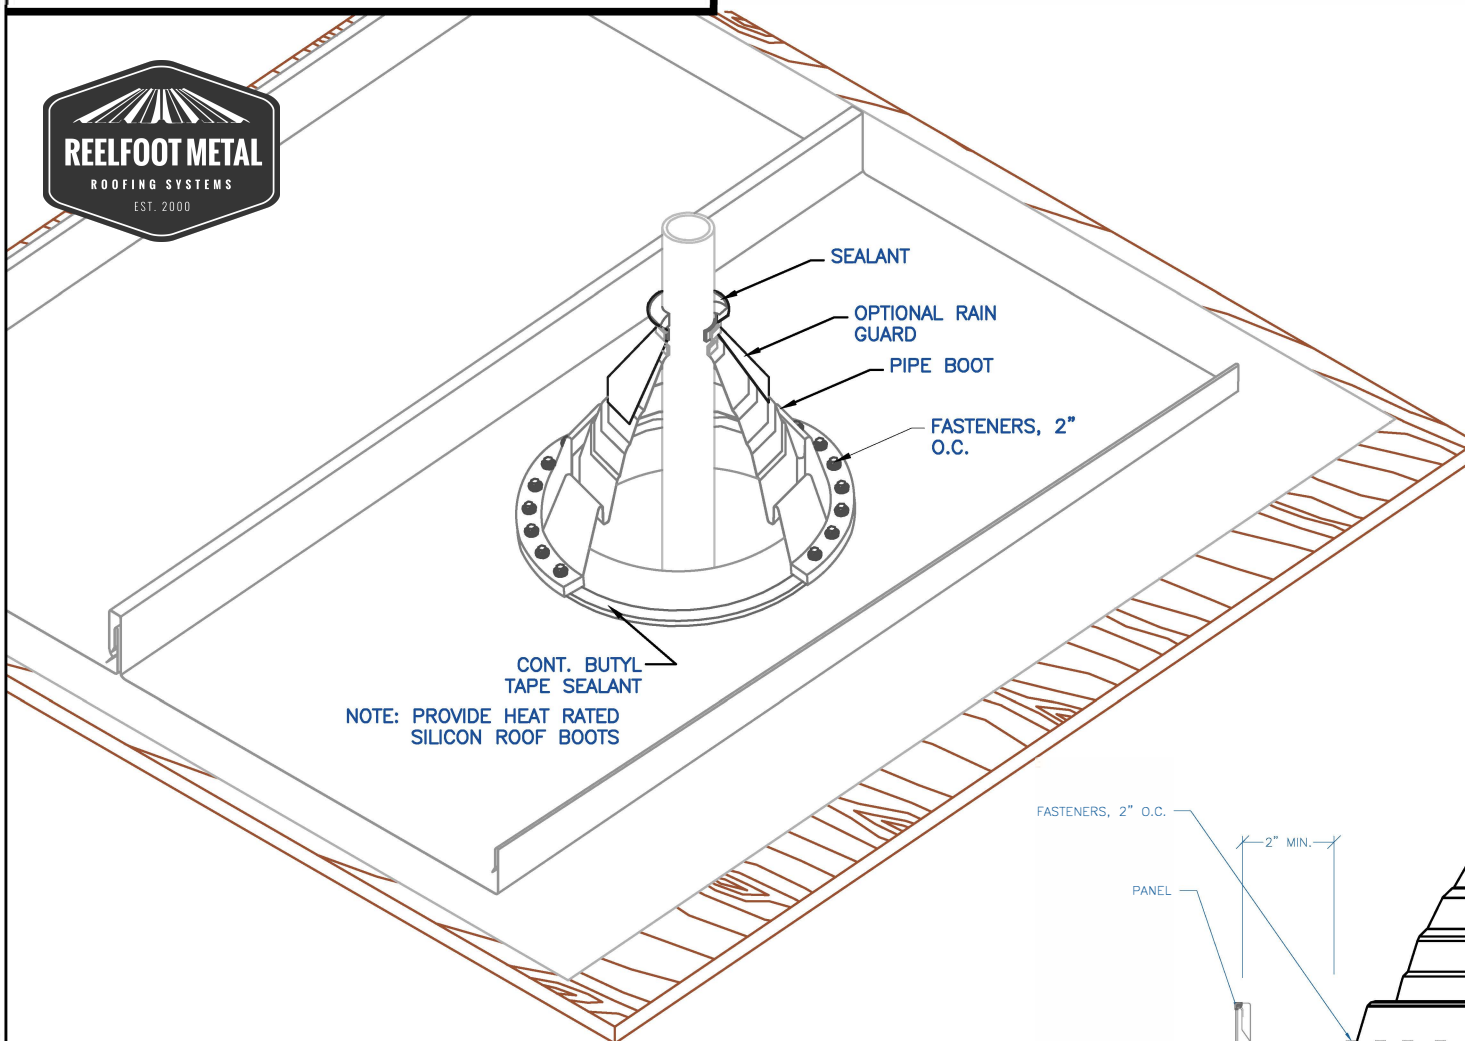 REELFOOT METAL
ROOFING SYSTEMS
EST. 2000
SEALANT
OPTIONAL RAIN
GUARD
PIPE BOOT
FASTENERS, 2"
O.C.
CONT. BUTYL
TAPE SEALANT
NOTE: PROVIDE HEAT RATED
SILICON ROOF BOOTS
FASTENERS, 2" O.C.
2" MIN.
PANEL